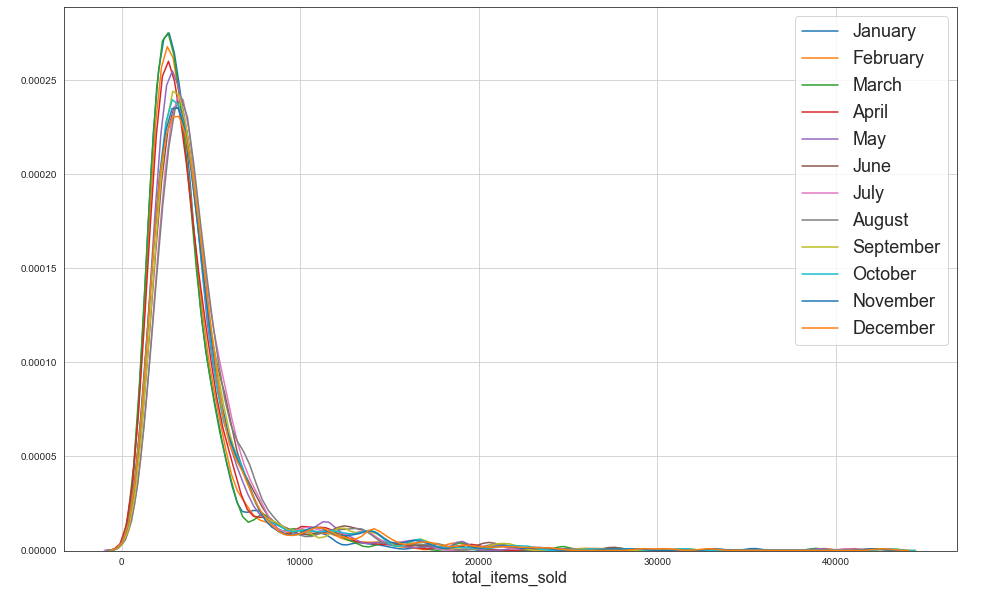 January
February
March
April
May
June
July
August
September
October
November
December
0.00025
0.00020
0.00015
0.00010
0.00005
0.00000
0 10000 20000 30000 40000
total_items_sold